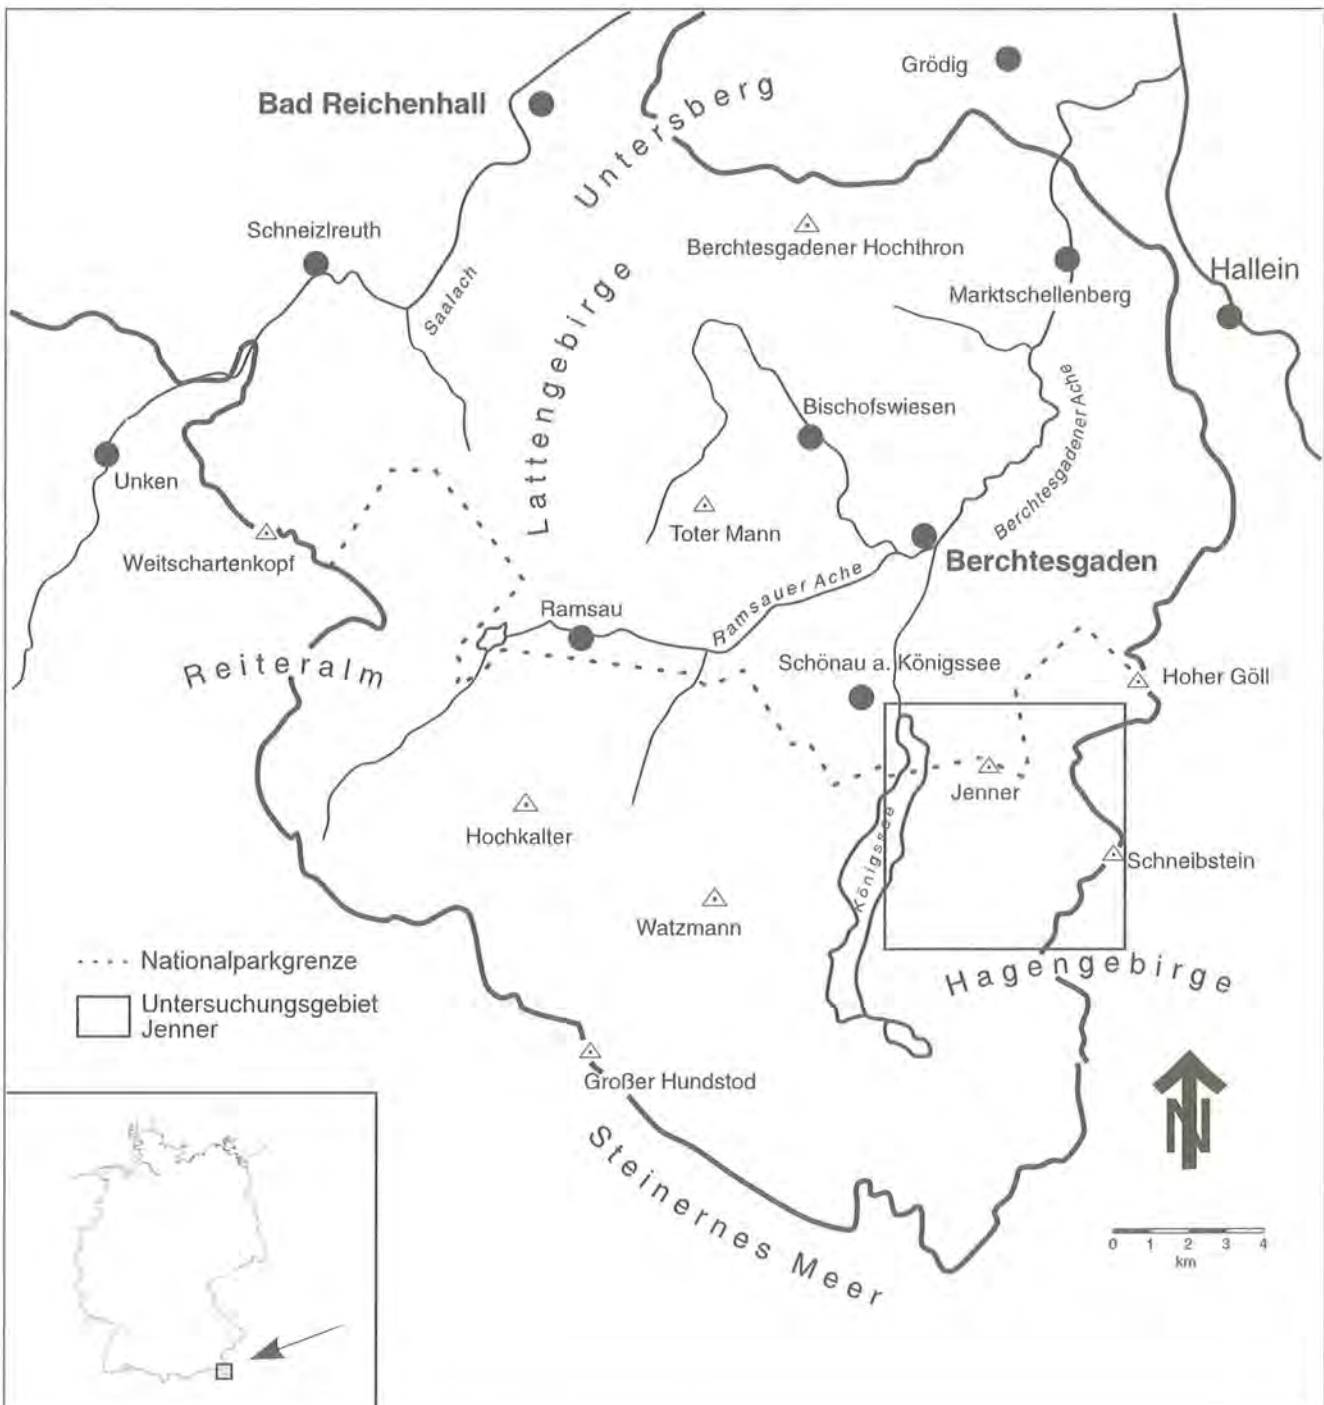 Grödig
Bad Reichenhall
Untersberg
Schneizlreuth
Berchtesgadener Hochthron
Hallein
Saalach
Marktschellenberg
Lattengebirge
Bischofswiesen
Berchtesgadener Ache
Unken
Toter Mann
Weitschartenkopf
Berchtesgaden
Ramsauer Ache
Ramsau
Reiteralm
Schönau a. Königssee
Hoher Göll
Jenner
Hochkalter
Königssee
Schneibstein
Watzmann
Hagengebirge
Nationalparkgrenze
Untersuchungsgebiet
Jenner
Großer Hundstod
N
Steinernes Meer
0 1 2 3 4
km